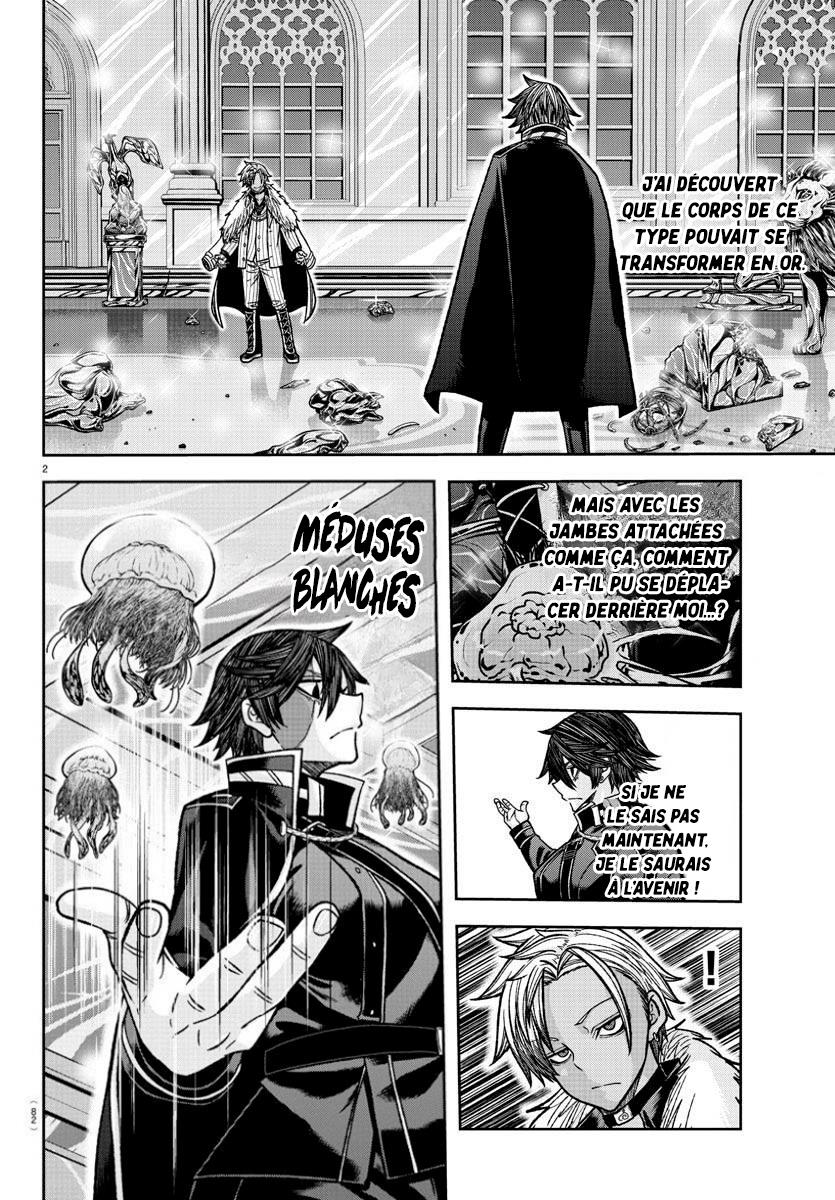 J'AI DÉCOUVERT
QUE LE CORPS DE CE
TYPE POUVAIT SE
TRANSFORMER EN OR.
2
MAIS AVEC LES
JAMBES ATTACHÉES
COMME ÇA, COMMENT
A-T-IL PU SE DÉPLA-
CER DERRIÈRE MOI...?
SI JE NE
LE SAIS PAS
MAINTENANT,
JE LE SAURAIS
À L'AVENIR !
!
MÉDUSES
BLANCHES
(82)